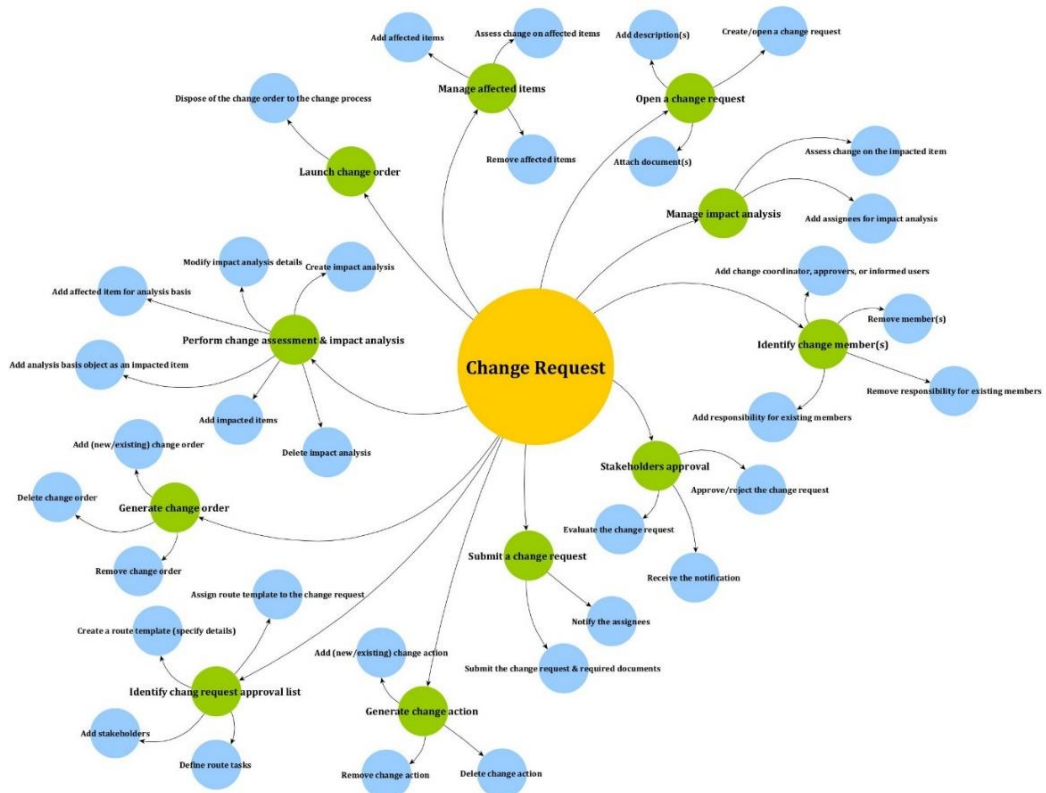 Create/open a change request
Assess change on affected items
Add affected items
Add description(s)
Manage affected items
Open a change request
Dispose of the change order to the change process
Assess change on the impacted item
Remove affected items
Attach document(s)
Launch change order
Manage impact analysis
Add assignees for impact analysis
Modify impact analysis details
Create impact analysis
Add change coordinator, approvers, or informed users
Add affected item for analysis basis
Remove member(s)
Perform change assessment & impact analysis
Identify change member(s)
Add analysis basis object as an impacted item
Change Request
Remove responsibility for existing members
Add impacted items
Add responsibility for existing members
Add (new/existing) change order
Delete impact analysis
Stakeholders approval
Approve/reject the change request
Delete change order
Generate change order
Evaluate the change request
Submit a change request
Remove change order
Receive the notification
Assign route template to the change request
Notify the assignees
Create a route template (specify details)
Add (new/existing) change action
Submit the change request & required documents
Identify chang request approval list
Generate change action
Add stakeholders
Define route tasks
Remove change action
Delete change action